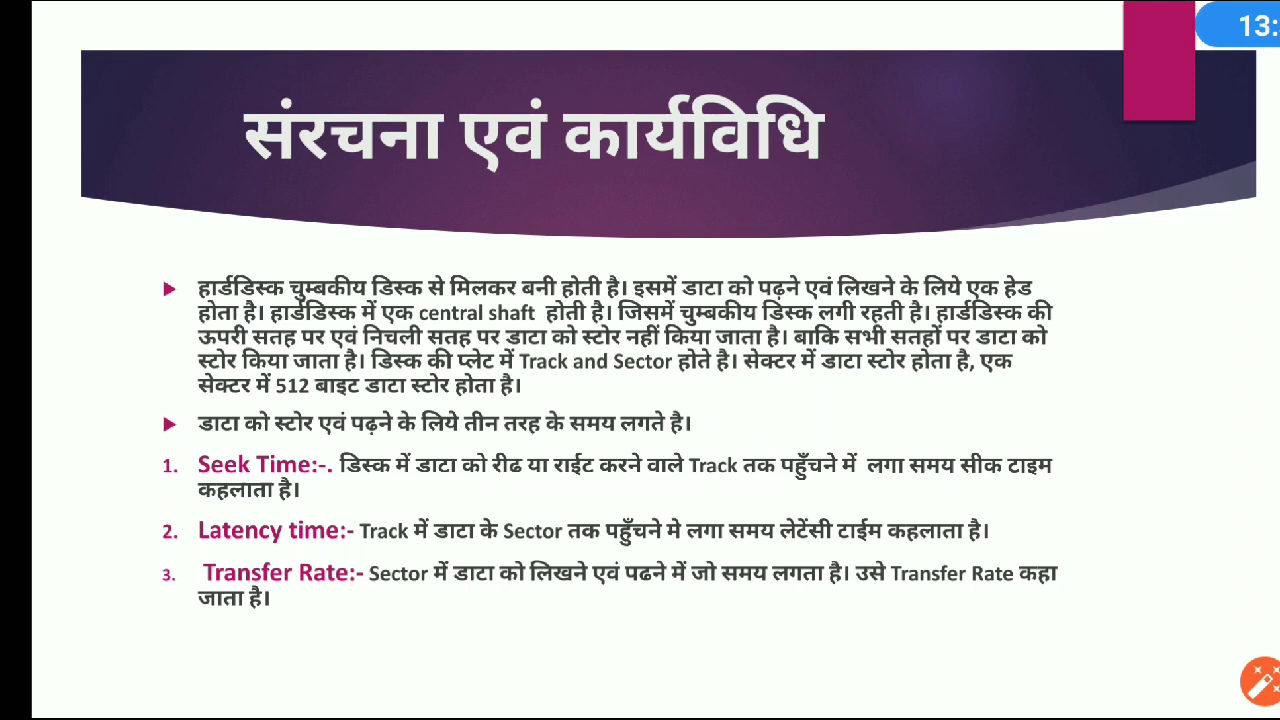 13:
संरचना एवं कार्यविधि
हार्डडिस्क चुम्बकीय डिस्क से मिलकर बनी होती है। इसमें डाटा को पढ़ने एवं लिखने के लिये एक हेड
होता है। हार्डडिस्क में एक central shaft होती है। जिसमें चुम्बकीय डिस्क लगी रहती है। हार्डडिस्क की
ऊपरी सतह पर एवं निचली सतह पर डाटा को स्टोर नहीं किया जाता है। बाकि सभी सतहों पर डाटा को
स्टोर किया जाता है। डिस्क की प्लेट में Track and Sector होते है। सेक्टर में डाटा स्टोर होता है, एक
सेक्टर में 512 बाइट डाटा स्टोर होता है।
डाटा को स्टोर एवं पढ़ने के लिये तीन तरह के समय लगते है।
1. Seek Time:-. डिस्क में डाटा को रीढ या राईट करने वाले Track तक पहुँचने में लगा समय सीक टाइम
कहलाता है।
2. Latency time:- Track में डाटा के Sector तक पहुँचने मे लगा समय लेटेंसी टाईम कहलाता है।
3. Transfer Rate:- Sector में डाटा को लिखने एवं पढने में जो समय लगता है। उसे Transfer Rate कहा
जाता है।